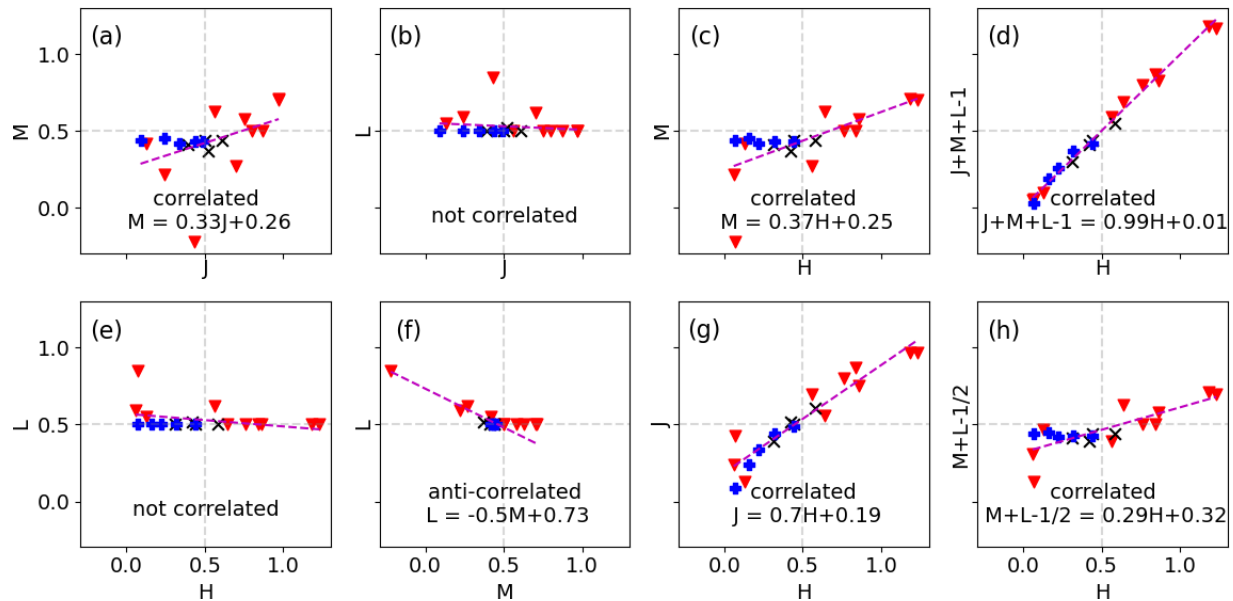 (a)
M
1.0
0.5
0.0
correlated
M = 0.33J+0.26
J
(b)
L
not correlated
J
(c)
M
correlated
M = 0.37H+0.25
H
(d)
J+M+L-1
correlated
J+M+L-1 = 0.99H+0.01
H
(e)
L
1.0
0.5
0.0
not correlated
0.0 0.5 1.0
H
(f)
L
anti-correlated
L = -0.5M+0.73
0.0 0.5 1.0
M
(g)
J
correlated
J = 0.7H+0.19
0.0 0.5 1.0
H
(h)
M+L-1/2
correlated
M+L-1/2 = 0.29H+0.32
0.0 0.5 1.0
H